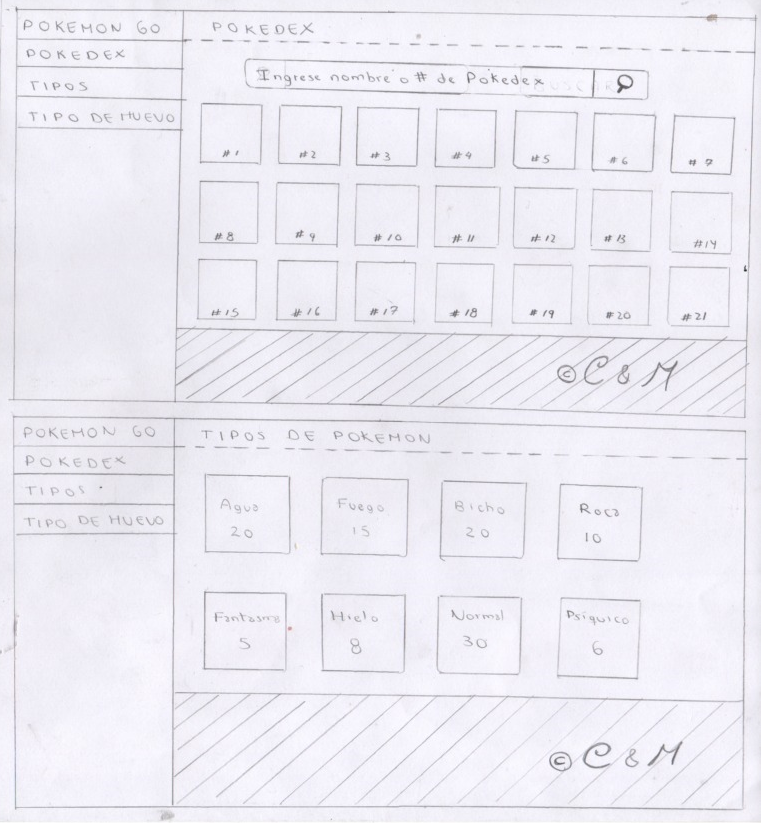 POKEMON GO
POKEDEX
TIPOS
TIPO DE HUEVO
POKEDEX
Ingrese nombre o # de Pokedex
BUSCAR
#1 #2 #3 #4 #5 #6 #7
#8 #9 #10 #11 #12 #13 #14
#15 #16 #17 #18 #19 #20 #21
© C & M
POKEMON GO
POKEDEX
TIPOS
TIPO DE HUEVO
TIPOS DE POKEMON
Agua
20
Fuego
15
Bicho
20
Roca
10
Fantasma
5
Hielo
8
Normal
30
Psiquico
6
© C & M